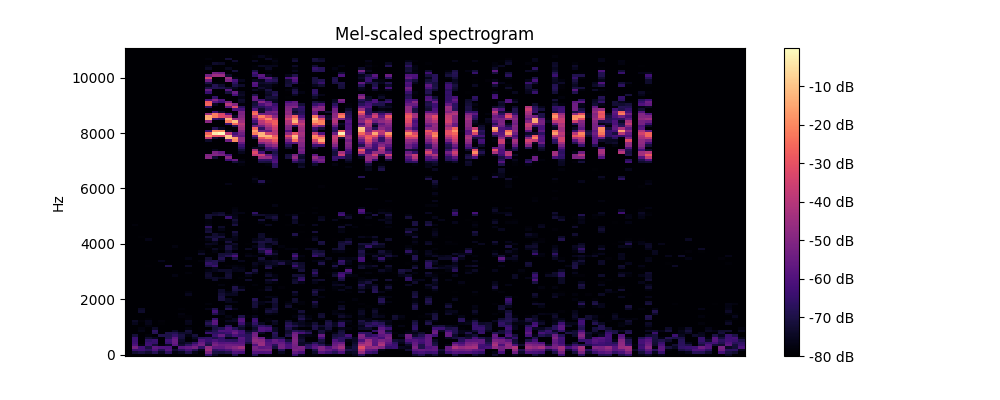 Mel-scaled spectrogram
10000
8000
6000
4000
2000
0
Hz
-10 dB
-20 dB
-30 dB
-40 dB
-50 dB
-60 dB
-70 dB
-80 dB